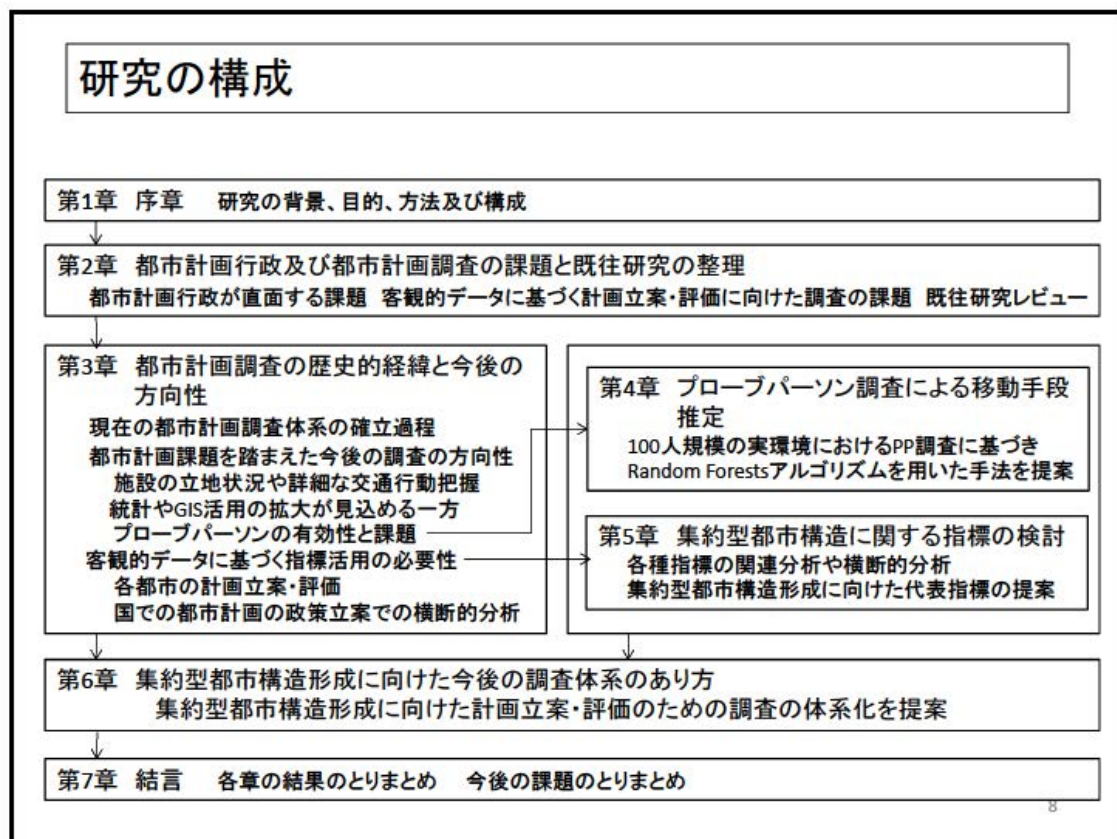 研究の構成
第1章 序章 研究の背景、目的、方法及び構成
第2章 都市計画行政及び都市計画調査の課題と既往研究の整理
都市計画行政が直面する課題 客観的データに基づく計画立案・評価に向けた調査の課題 既往研究レビュー
第3章 都市計画調査の歴史的経緯と今後の
方向性
現在の都市計画調査体系の確立過程
都市計画課題を踏まえた今後の調査の方向性
施設の立地状況や詳細な交通行動把握
統計やGIS活用の拡大が見込める一方
プローブパーソンの有効性と課題
客観的データに基づく指標活用の必要性
各都市の計画立案・評価
国での都市計画の政策立案での横断的分析
第4章 プローブパーソン調査による移動手段
推定
100人規模の実環境におけるPP調査に基づき
Random Forestsアルゴリズムを用いた手法を提案
第5章 集約型都市構造に関する指標の検討
各種指標の関連分析や横断的分析
集約型都市構造形成に向けた代表指標の提案
第6章 集約型都市構造形成に向けた今後の調査体系のあり方
集約型都市構造形成に向けた計画立案・評価のための調査の体系化を提案
第7章 結言 各章の結果のとりまとめ 今後の課題のとりまとめ
8